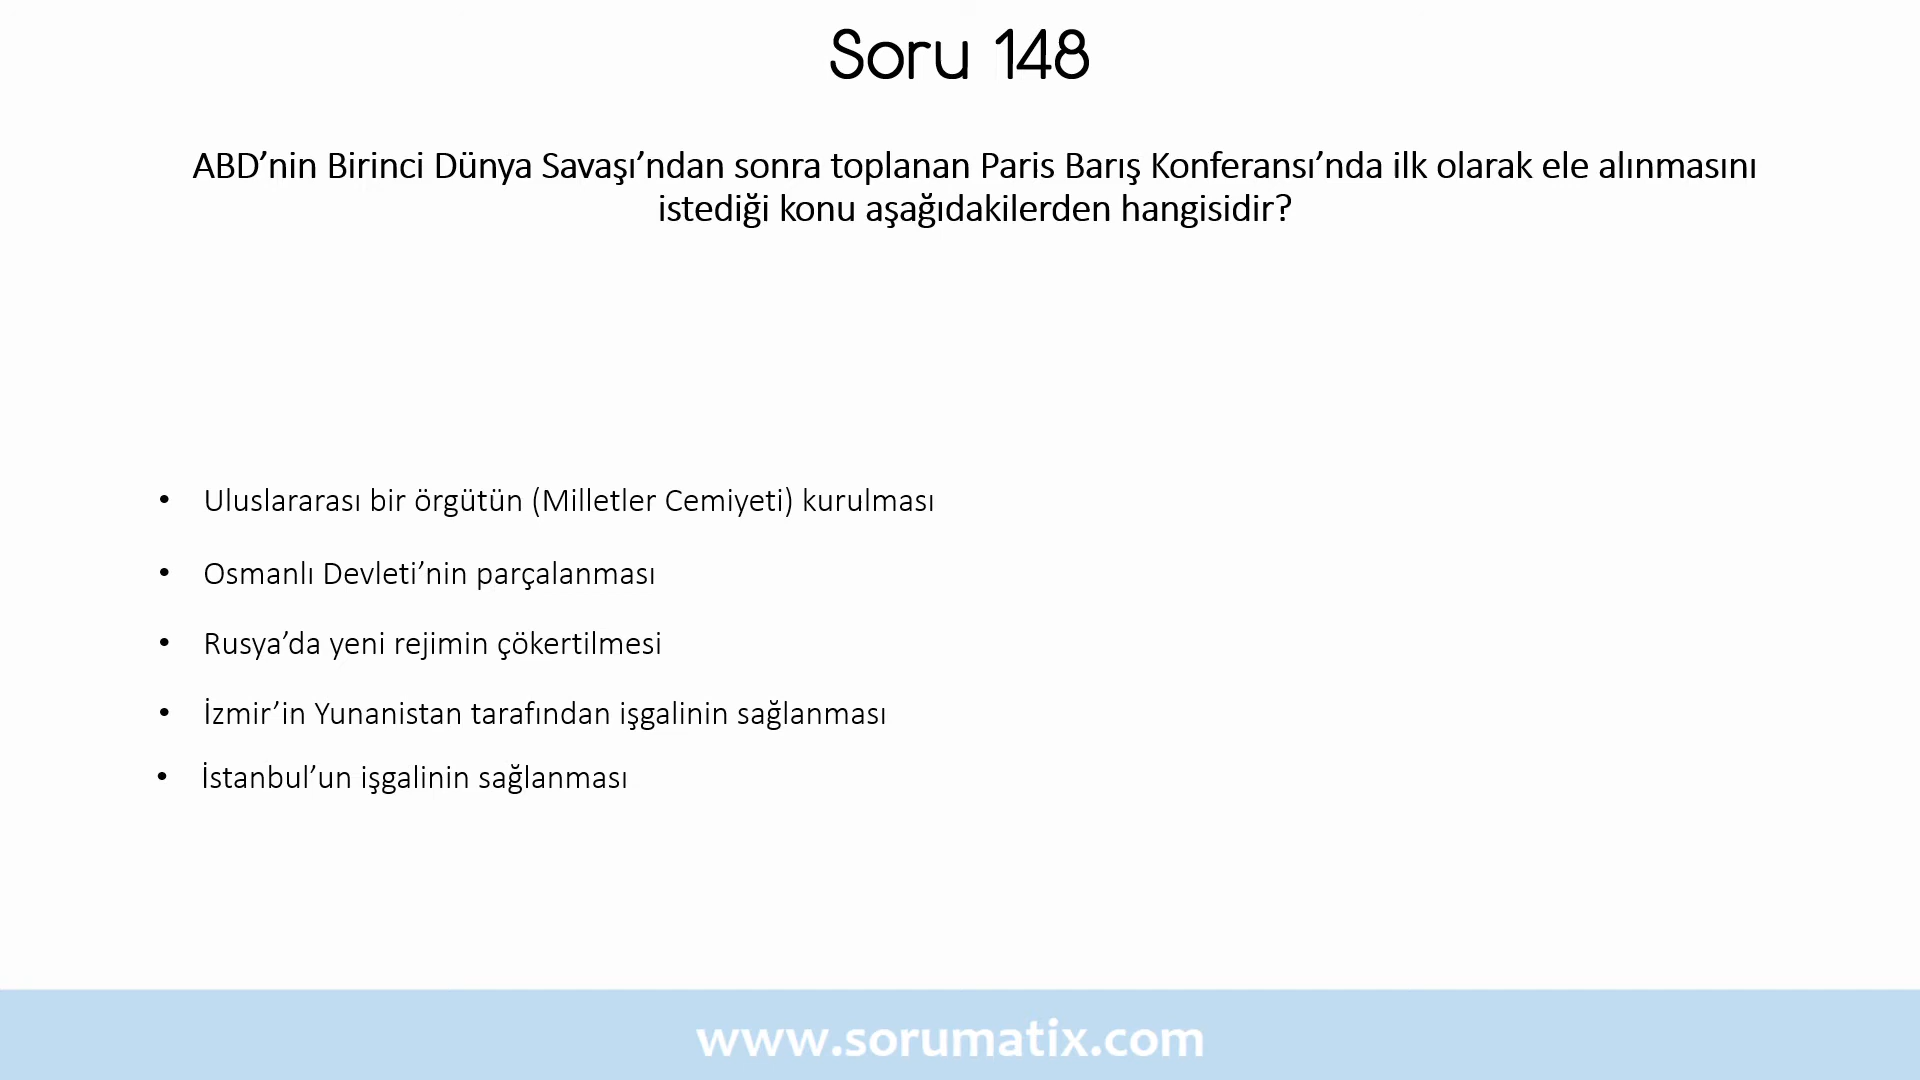 Soru 148
ABD’nin Birinci Dünya Savaşı’ndan sonra toplanan Paris Barış Konferansı’nda ilk olarak ele alınmasını
istediği konu aşağıdakilerden hangisidir?
• Uluslararası bir örgütün (Milletler Cemiyeti) kurulması
• Osmanlı Devleti’nin parçalanması
• Rusya’da yeni rejimin çökertilmesi
• İzmir’in Yunanistan tarafından işgalinin sağlanması
• İstanbul’un işgalinin sağlanması
www.sorumatix.com